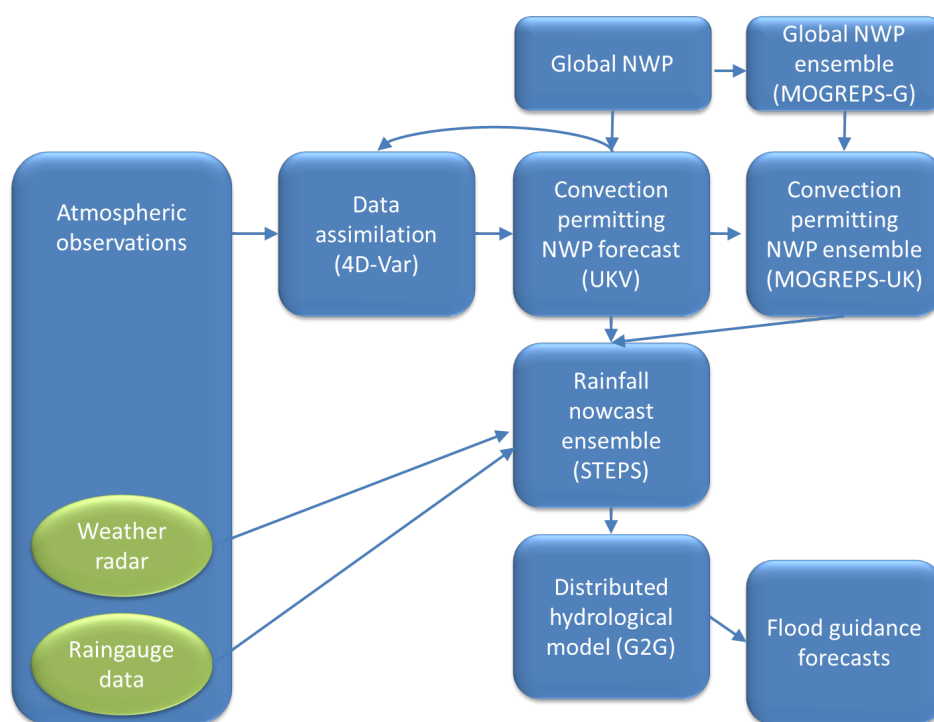 Global NWP
Global NWP
ensemble
(MOGREPS-G)
Atmospheric
observations
Data
assimilation
(4D-Var)
Convection
permitting
NWP forecast
(UKV)
Convection
permitting
NWP ensemble
(MOGREPS-UK)
Rainfall
nowcast
ensemble
(STEPS)
Weather
radar
Raingauge
data
Distributed
hydrological
model (G2G)
Flood guidance
forecasts